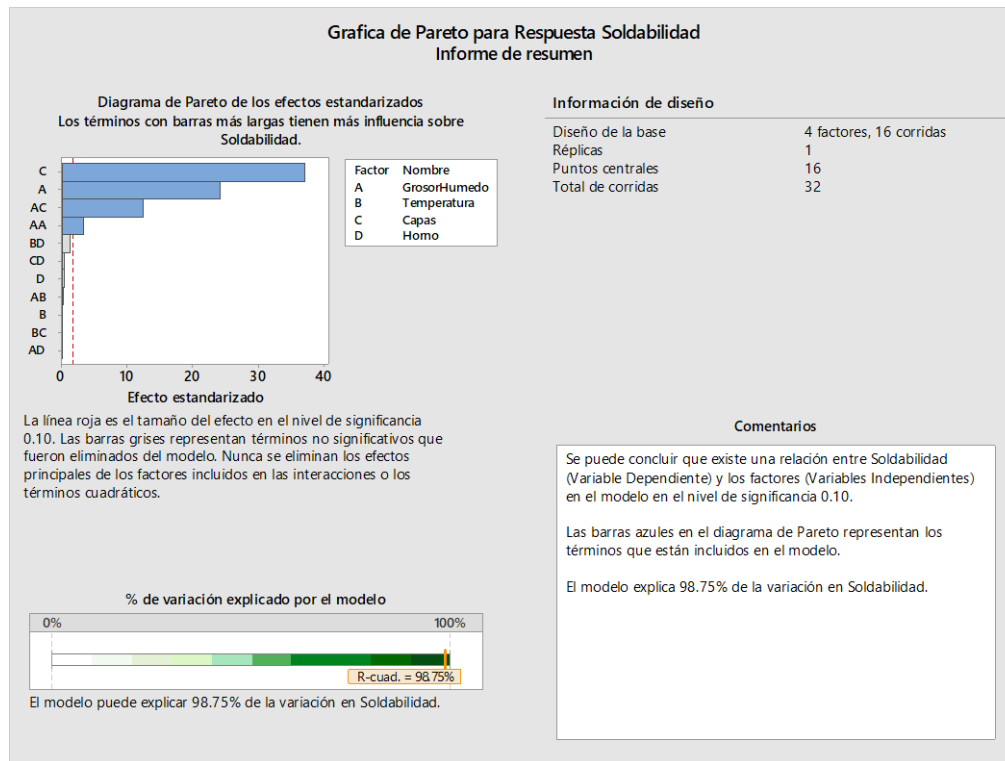 Grafica de Pareto para Respuesta Soldabilidad
Informe de resumen
Diagrama de Pareto de los efectos estandarizados
Los términos con barras más largas tienen más influencia sobre
Soldabilidad.
C
A
AC
AA
BD
CD
D
AB
B
BC
AD
0 10 20 30 40
Efecto estandarizado
Factor Nombre
A GrosorHumedo
B Temperatura
C Capas
D Horno
La línea roja es el tamaño del efecto en el nivel de significancia
0.10. Las barras grises representan términos no significativos que
fueron eliminados del modelo. Nunca se eliminan los efectos
principales de los factores incluidos en las interacciones o los
términos cuadráticos.
% de variación explicado por el modelo
0% 100%
R-cuad. = 98.75%
El modelo puede explicar 98.75% de la variación en Soldabilidad.
Información de diseño
Diseño de la base 4 factores, 16 corridas
Réplicas 1
Puntos centrales 16
Total de corridas 32
Comentarios
Se puede concluir que existe una relación entre Soldabilidad
(Variable Dependiente) y los factores (Variables Independientes)
en el modelo en el nivel de significancia 0.10.
Las barras azules en el diagrama de Pareto representan los
términos que están incluidos en el modelo.
El modelo explica 98.75% de la variación en Soldabilidad.